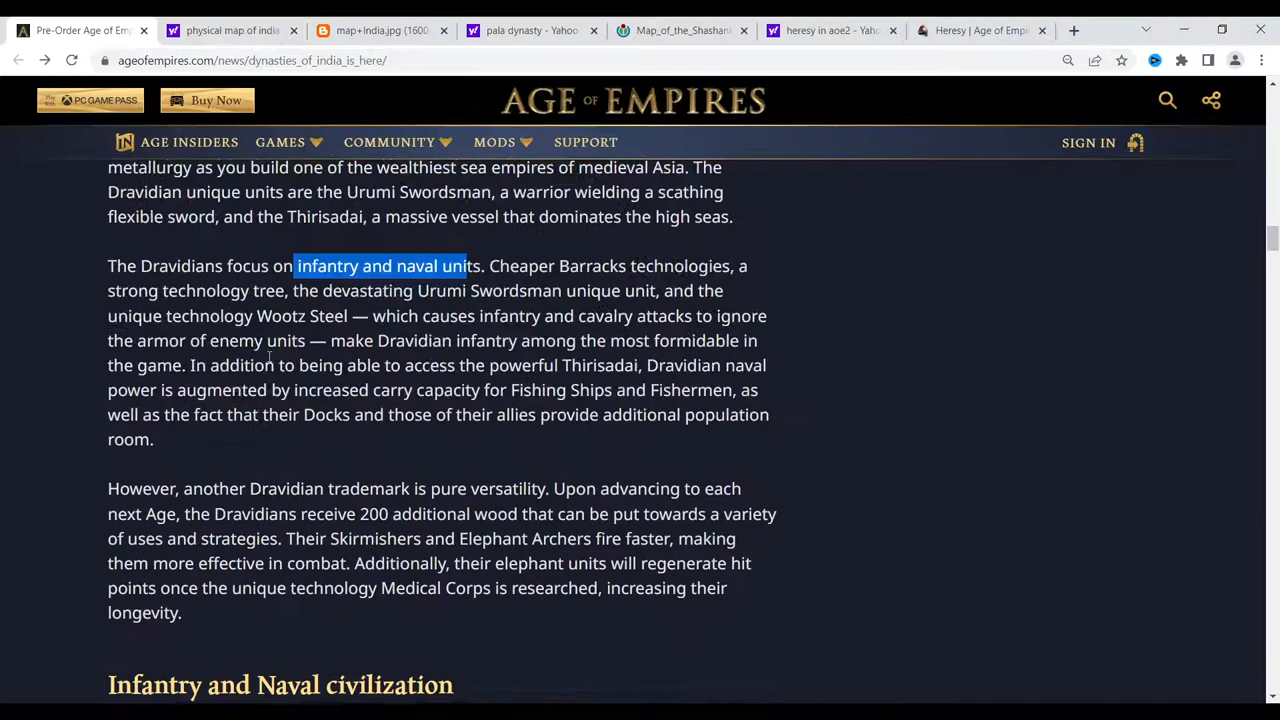 Pre-Order Age of Emp
physical map of india
map+India.jpg (1600
pala dynasty - Yahoo
Map_of_the_Shashank
heresy in aoe2 - Yahoo
Heresy | Age of Empi
ageofempires.com/news/dynasties_of_india_is_here/
Play with PC GAME PASS
Buy Now
AGE OF EMPIRES
AGE INSIDERS
GAMES
COMMUNITY
MODS
SUPPORT
SIGN IN
metallurgy as you build one of the wealthiest sea empires of medieval Asia. The
Dravidian unique units are the Urumi Swordsman, a warrior wielding a scathing
flexible sword, and the Thirisadai, a massive vessel that dominates the high seas.
The Dravidians focus on infantry and naval units. Cheaper Barracks technologies, a
strong technology tree, the devastating Urumi Swordsman unique unit, and the
unique technology Wootz Steel — which causes infantry and cavalry attacks to ignore
the armor of enemy units — make Dravidian infantry among the most formidable in
the game. In addition to being able to access the powerful Thirisadai, Dravidian naval
power is augmented by increased carry capacity for Fishing Ships and Fishermen, as
well as the fact that their Docks and those of their allies provide additional population
room.
However, another Dravidian trademark is pure versatility. Upon advancing to each
next Age, the Dravidians receive 200 additional wood that can be put towards a variety
of uses and strategies. Their Skirmishers and Elephant Archers fire faster, making
them more effective in combat. Additionally, their elephant units will regenerate hit
points once the unique technology Medical Corps is researched, increasing their
longevity.
Infantry and Naval civilization